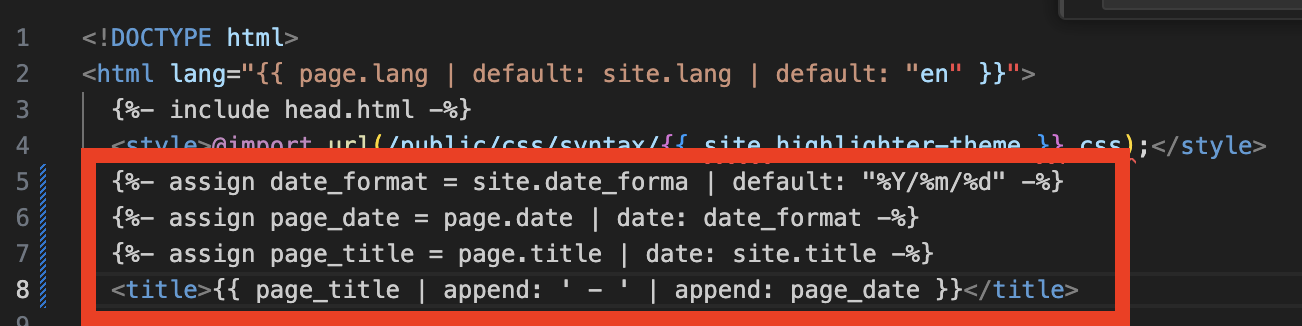 1 <!DOCTYPE html>
2 <html lang="{{ page.lang | default: site.lang | default: "en" }}">
3 {%- include head.html -%}
4 <style>@import url(/public/css/syntax/{{ site.highlighter-theme }}.css);</style>
5 {%- assign date_format = site.date_forma | default: "%Y/%m/%d" -%}
6 {%- assign page_date = page.date | date: date_format -%}
7 {%- assign page_title = page.title | date: site.title -%}
8 <title>{{ page_title | append: ' - ' | append: page_date }}</title>
9